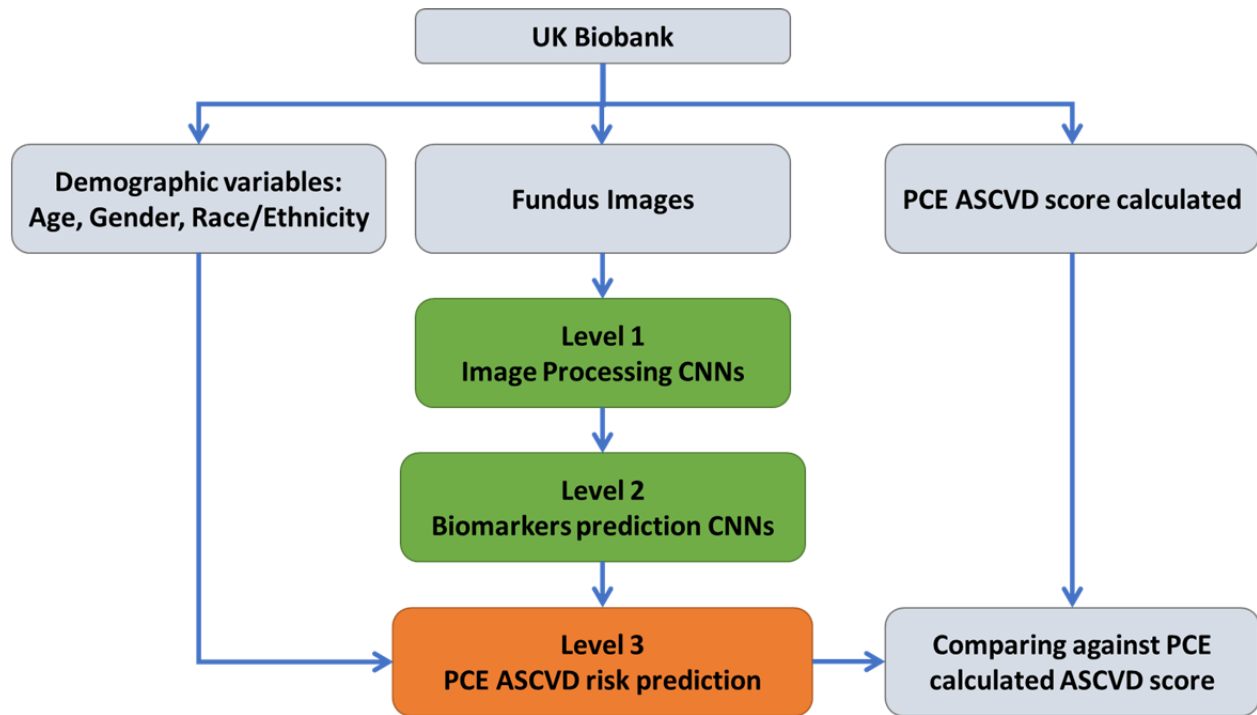 UK Biobank
Demographic variables:
Age, Gender, Race/Ethnicity
Fundus Images
PCE ASCVD score calculated
Level 1
Image Processing CNNs
Level 2
Biomarkers prediction CNNs
Level 3
PCE ASCVD risk prediction
Comparing against PCE
calculated ASCVD score